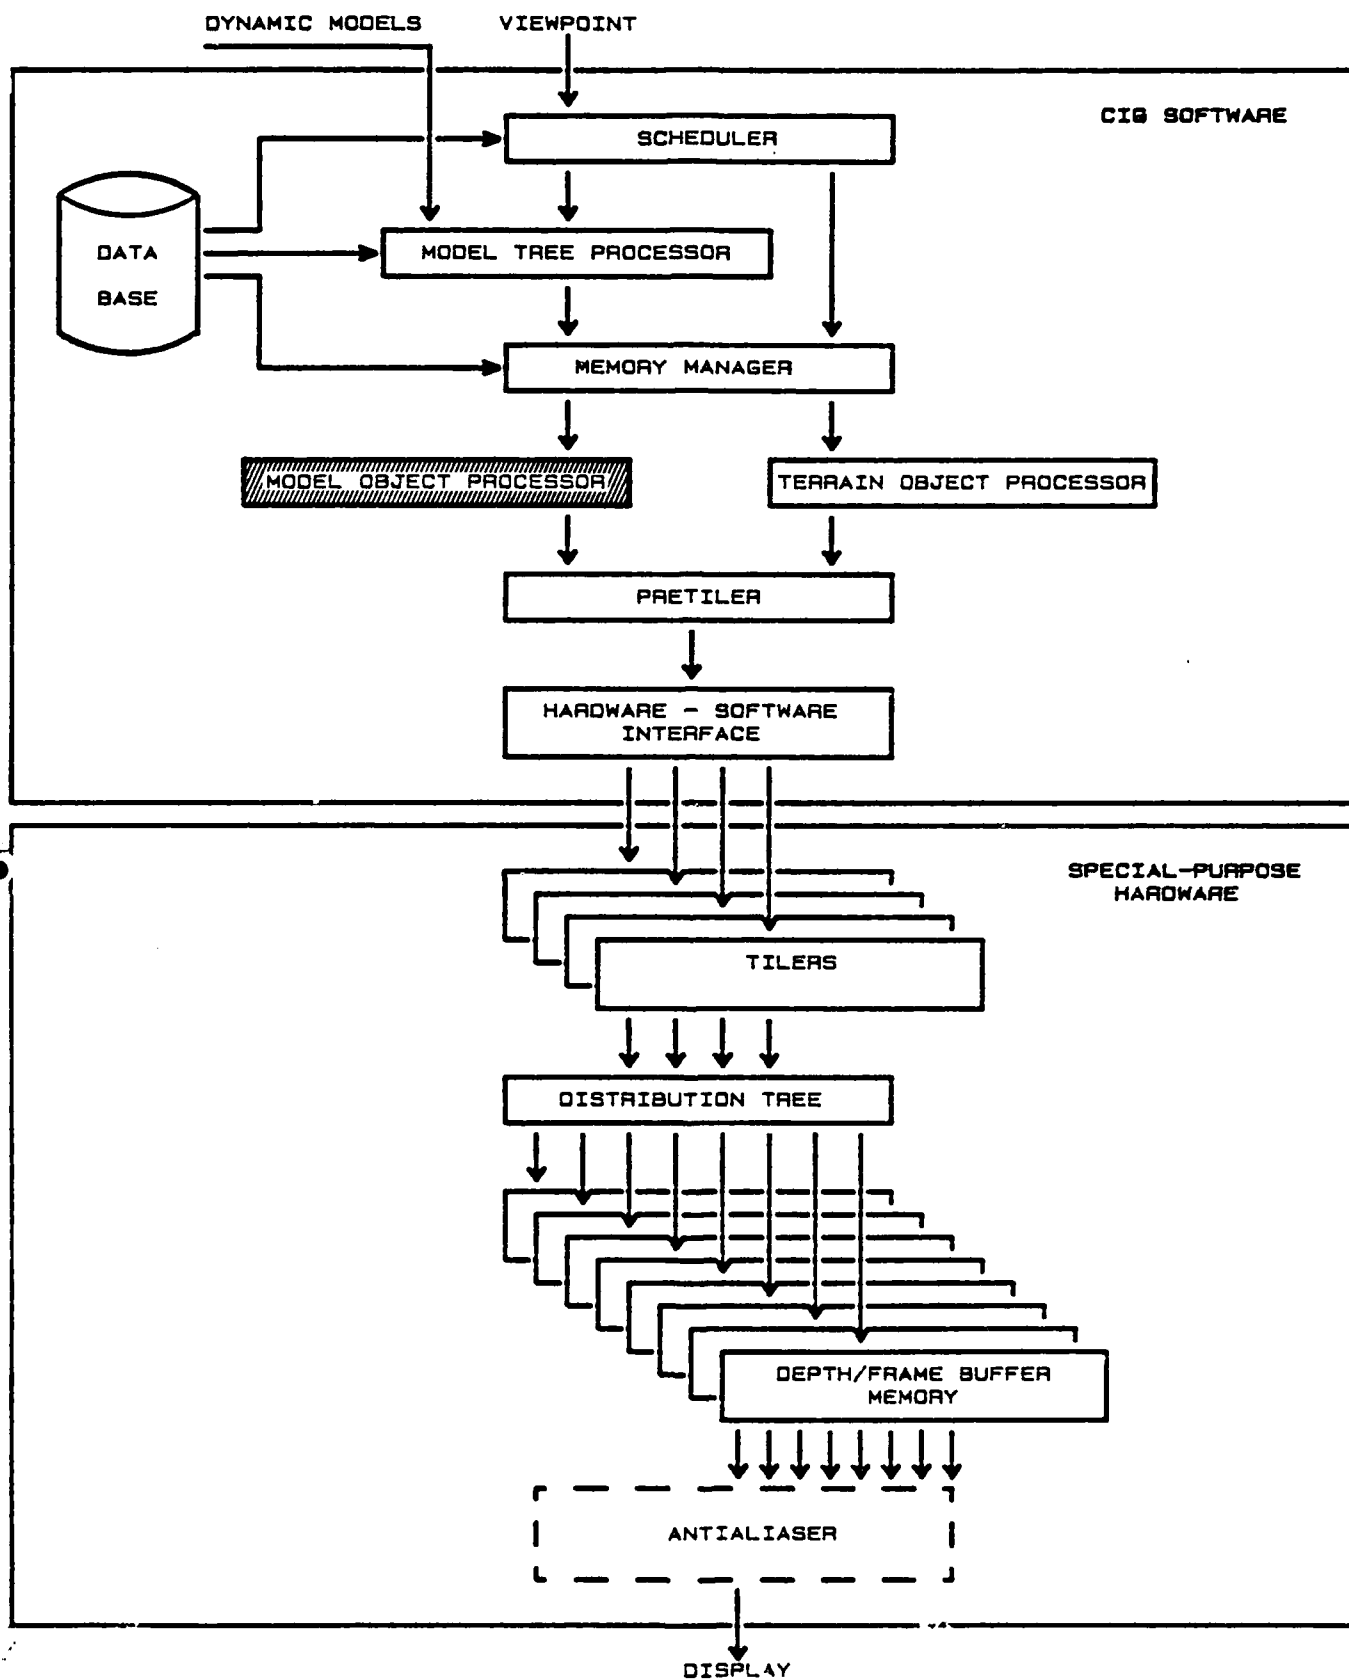 DYNAMIC MODELS
VIEWPOINT
CIG SOFTWARE
SCHEDULER
DATA
BASE
MODEL TREE PROCESSOR
MEMORY MANAGER
MODEL OBJECT PROCESSOR
TERRAIN OBJECT PROCESSOR
PRETILER
HARDWARE - SOFTWARE
INTERFACE
SPECIAL-PURPOSE
HARDWARE
TILERS
DISTRIBUTION TREE
DEPTH/FRAME BUFFER
MEMORY
ANTIALIASER
DISPLAY